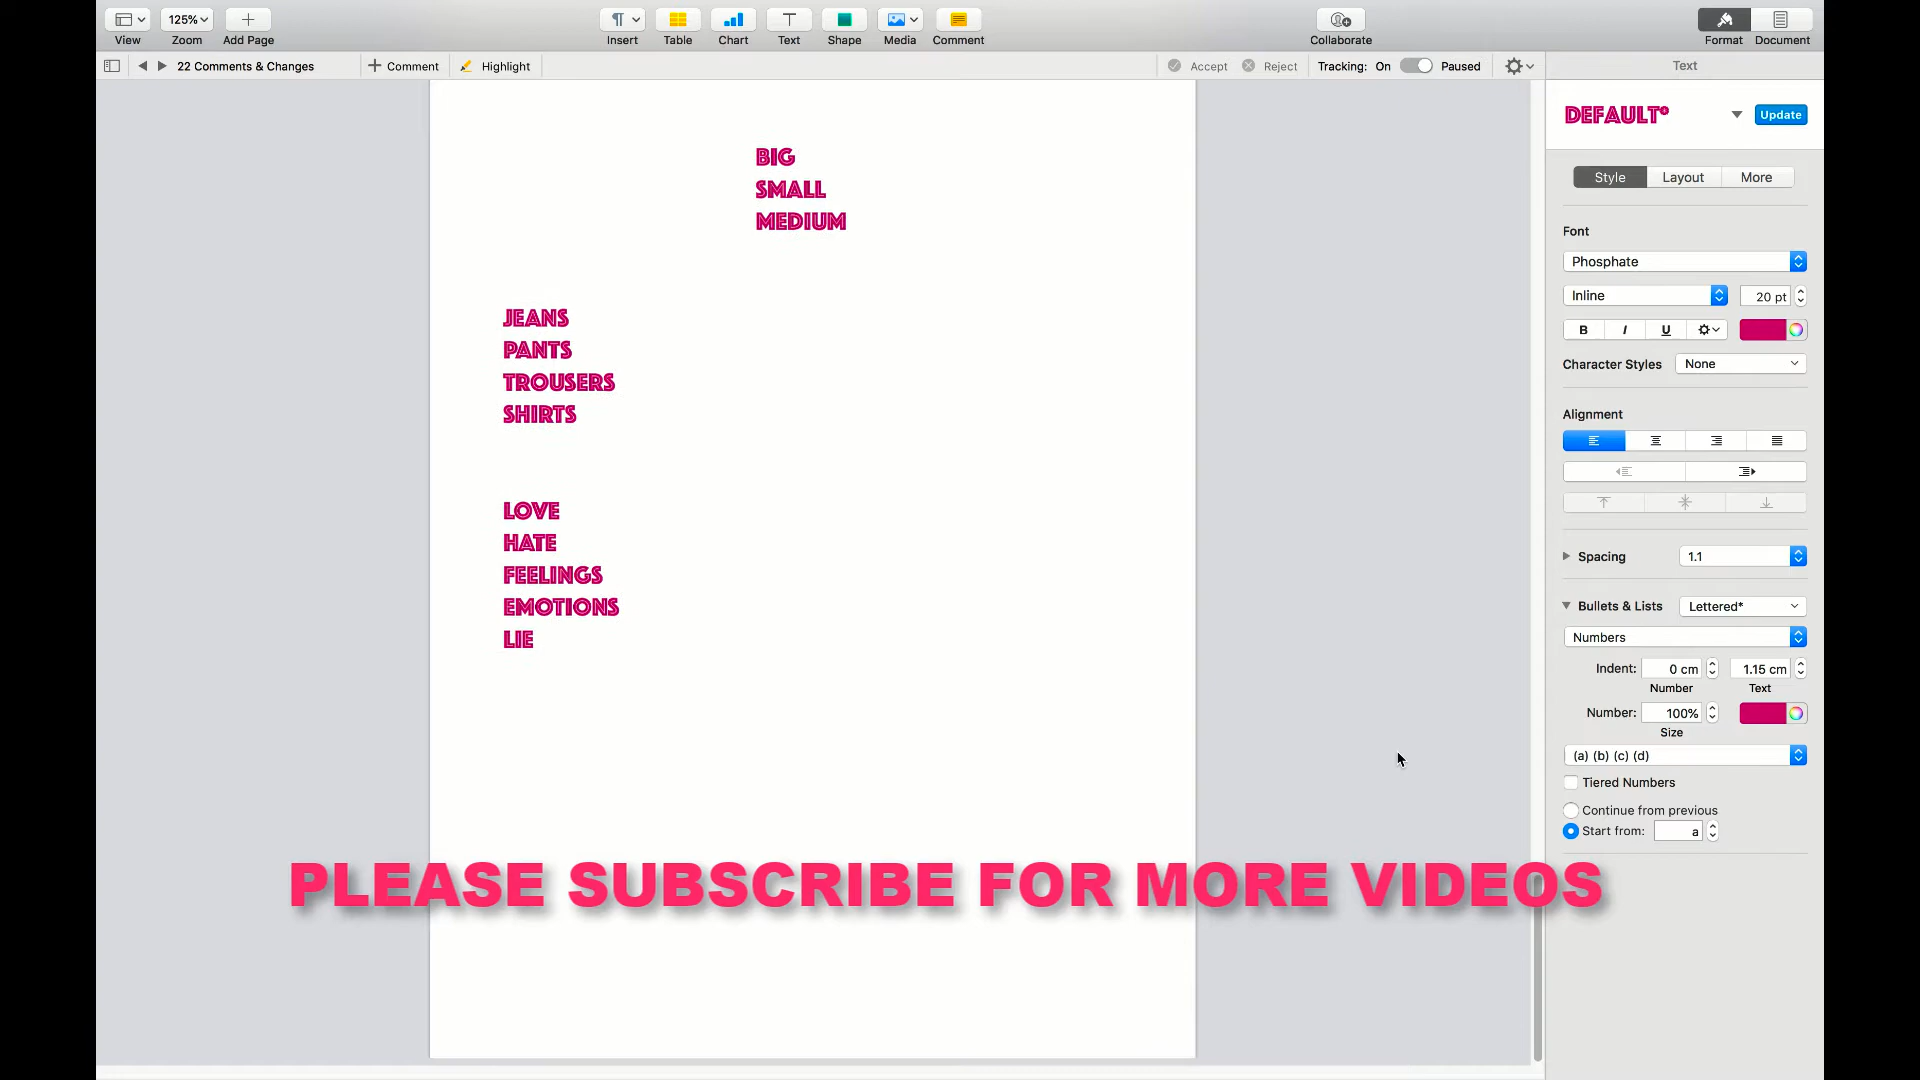 125%
View
Zoom
Add Page
Insert
Table
Chart
Text
Shape
Media
Comment
Collaborate
Format
Document
22 Comments & Changes
Comment
Highlight
Accept
Reject
Tracking: On
Paused
Text
BIG
SMALL
MEDIUM
JEANS
PANTS
TROUSERS
SHIRTS
LOVE
HATE
FEELINGS
EMOTIONS
LIE
PLEASE SUBSCRIBE FOR MORE VIDEOS
DEFAULT*
Update
Style
Layout
More
Font
Phosphate
Inline
20 pt
B I U
Character Styles
None
Alignment
Spacing
1.1
Bullets & Lists
Lettered*
Numbers
Indent: 0 cm 1.15 cm
Number Text
Number: 100%
Size
(a) (b) (c) (d)
Tiered Numbers
Continue from previous
Start from: a